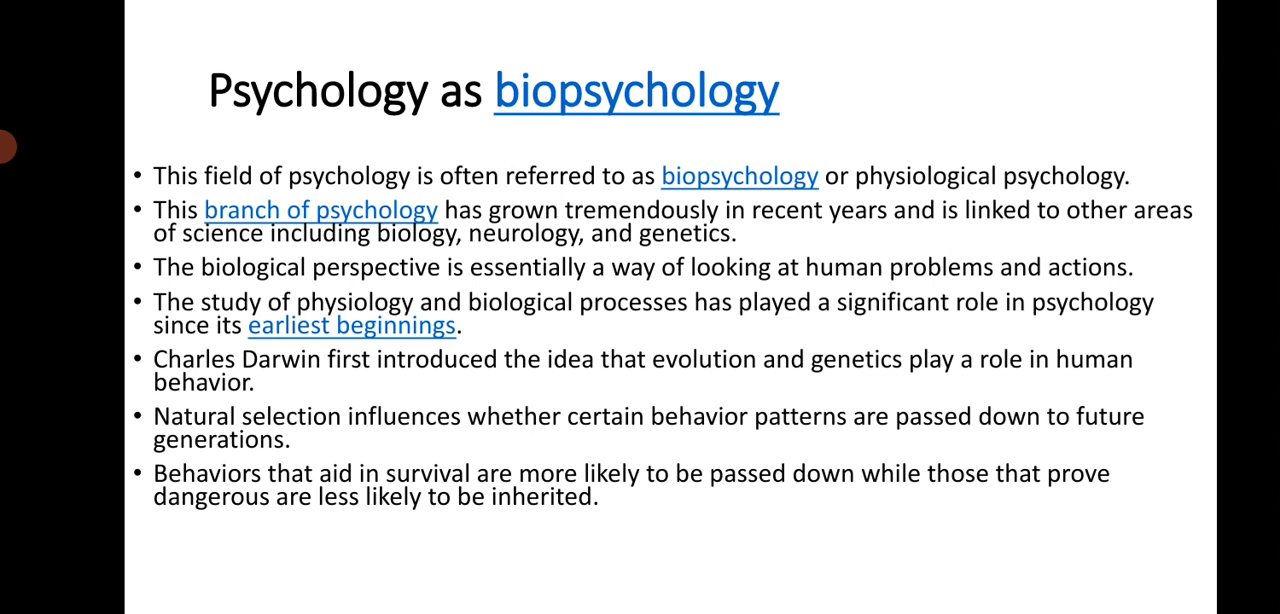 Psychology as biopsychology
• This field of psychology is often referred to as biopsychology or physiological psychology.
• This branch of psychology has grown tremendously in recent years and is linked to other areas
of science including biology, neurology, and genetics.
• The biological perspective is essentially a way of looking at human problems and actions.
• The study of physiology and biological processes has played a significant role in psychology
since its earliest beginnings.
• Charles Darwin first introduced the idea that evolution and genetics play a role in human
behavior.
• Natural selection influences whether certain behavior patterns are passed down to future
generations.
• Behaviors that aid in survival are more likely to be passed down while those that prove
dangerous are less likely to be inherited.